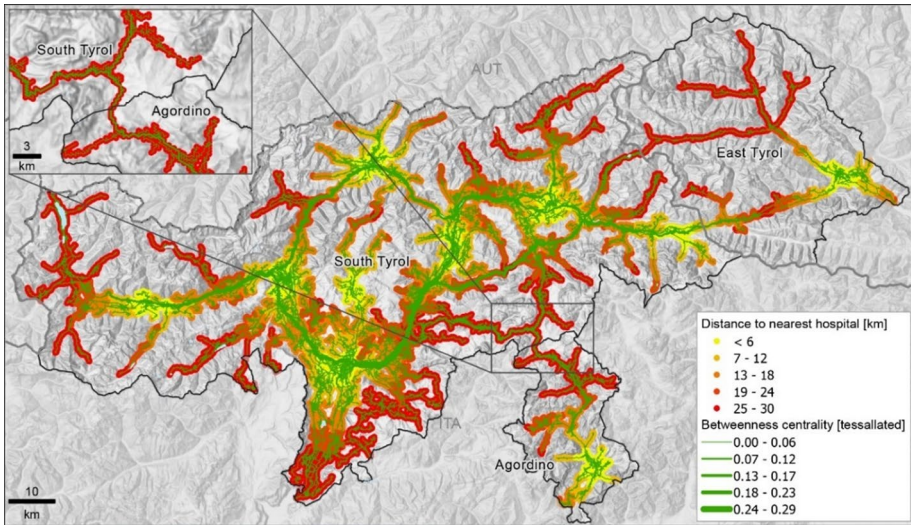 South Tyrol
Agordino
3
km
AUT
East Tyrol
South Tyrol
ITA
Agordino
10
km
Distance to nearest hospital [km]
< 6
7 - 12
13 - 18
19 - 24
25 - 30
Betweenness centrality [tessallated]
0.00 - 0.06
0.07 - 0.12
0.13 - 0.17
0.18 - 0.23
0.24 - 0.29